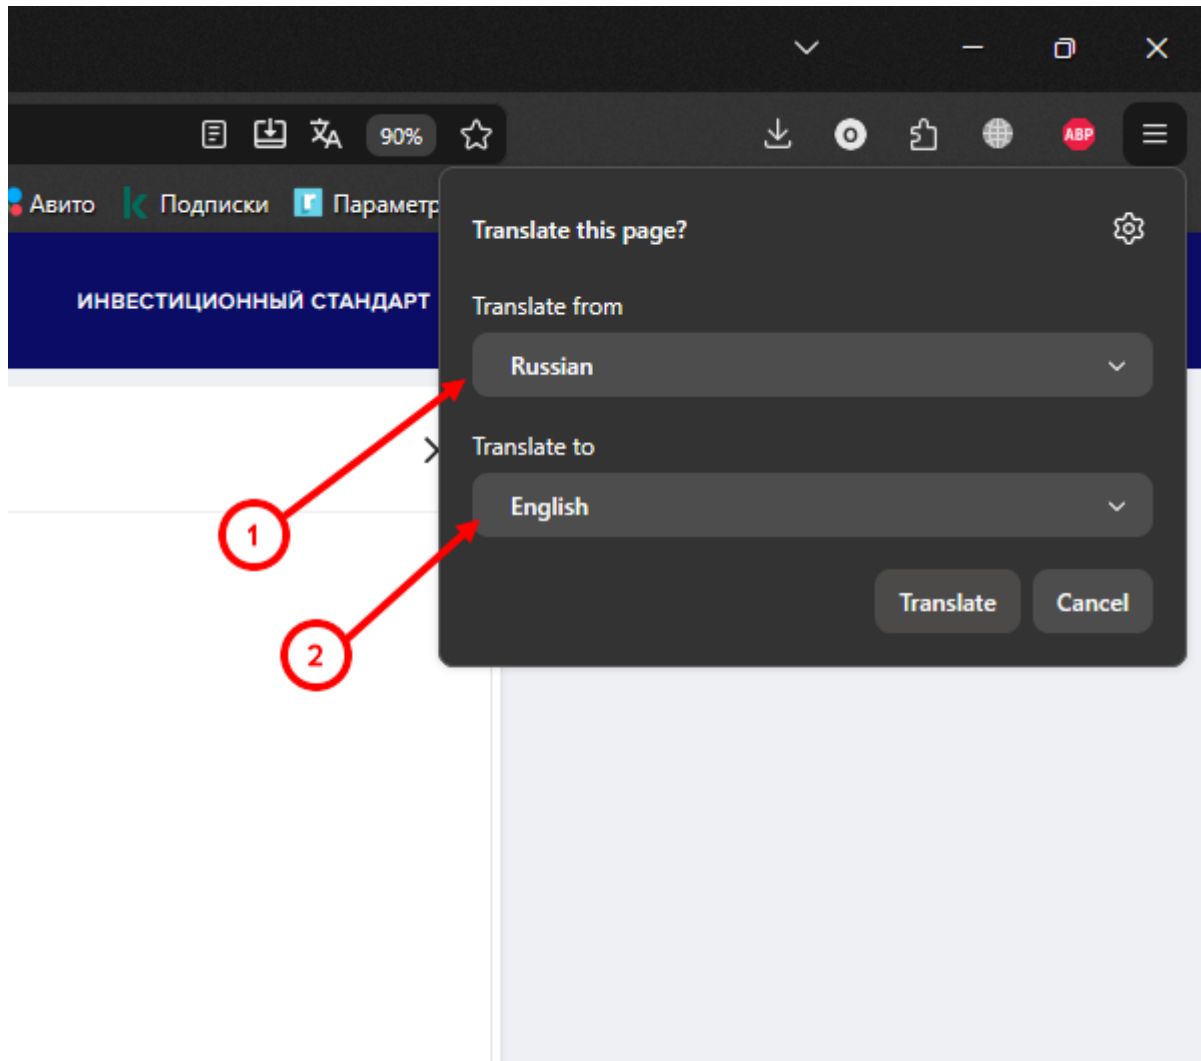 90%
ABP
Авито
Подписки
Параметр
Translate this page?
ИНВЕСТИЦИОННЫЙ СТАНДАРТ
Translate from
Russian
Translate to
English
1
Translate
Cancel
2